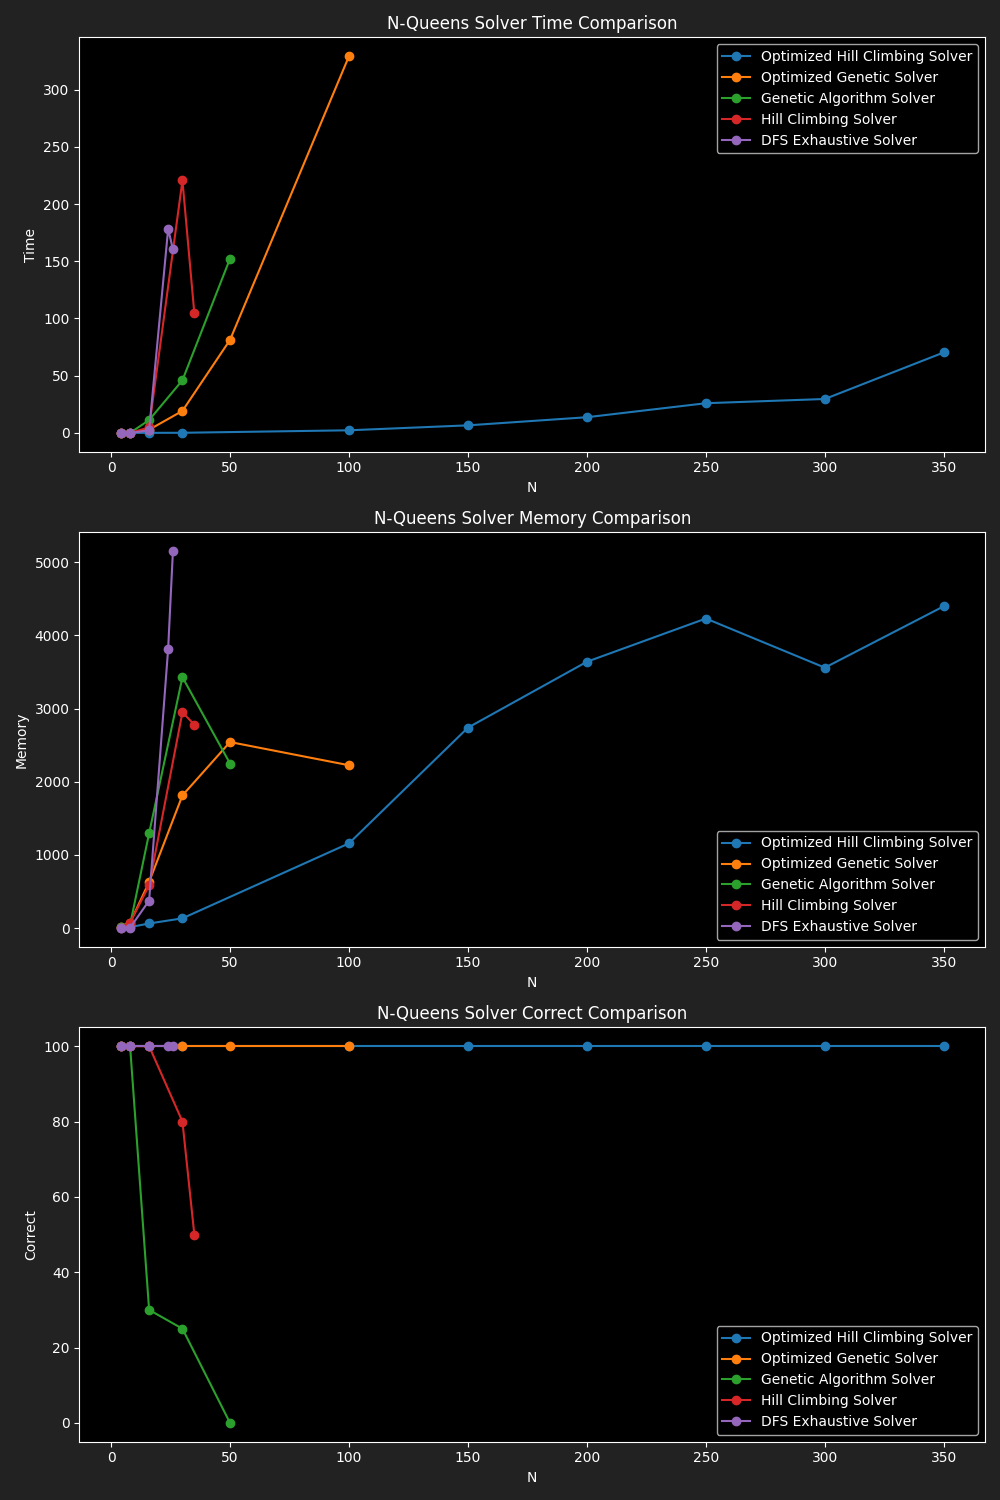 N-Queens Solver Time Comparison
Time
300
250
200
150
100
50
0
Optimized Hill Climbing Solver
Optimized Genetic Solver
Genetic Algorithm Solver
Hill Climbing Solver
DFS Exhaustive Solver
0 50 100 150 200 250 300 350
N
N-Queens Solver Memory Comparison
Memory
5000
4000
3000
2000
1000
0
Optimized Hill Climbing Solver
Optimized Genetic Solver
Genetic Algorithm Solver
Hill Climbing Solver
DFS Exhaustive Solver
0 50 100 150 200 250 300 350
N
N-Queens Solver Correct Comparison
Correct
100
80
60
40
20
0
Optimized Hill Climbing Solver
Optimized Genetic Solver
Genetic Algorithm Solver
Hill Climbing Solver
DFS Exhaustive Solver
0 50 100 150 200 250 300 350
N